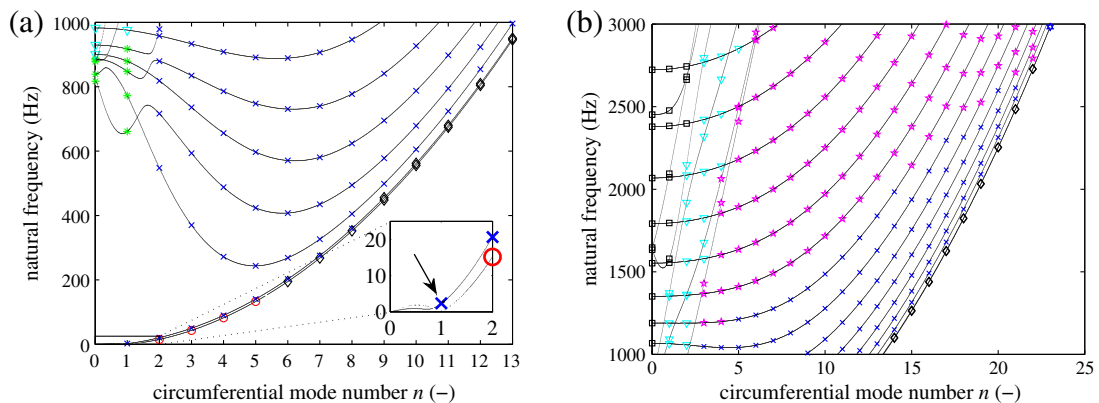 (a)
1000
800
600
400
200
0
natural frequency (Hz)
0 1 2 3 4 5 6 7 8 9 10 11 12 13
circumferential mode number n (−)
20
10
0
0 1 2
(b)
3000
2500
2000
1500
1000
natural frequency (Hz)
0 5 10 15 20 25
circumferential mode number n (−)